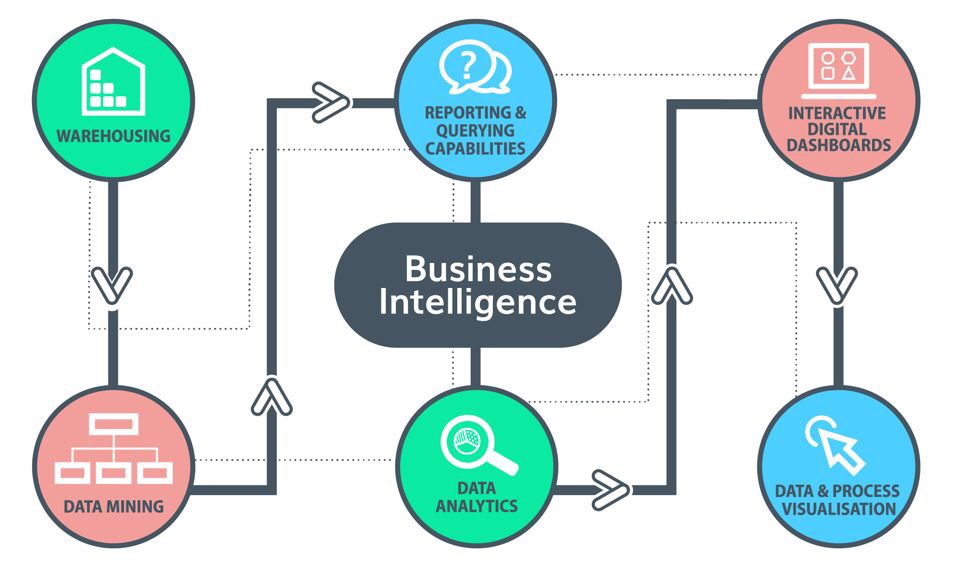 WAREHOUSING
?
REPORTING &
QUERYING
CAPABILITIES
INTERACTIVE
DIGITAL
DASHBOARDS
Business
Intelligence
DATA MINING
DATA
ANALYTICS
DATA & PROCESS
VISUALISATION